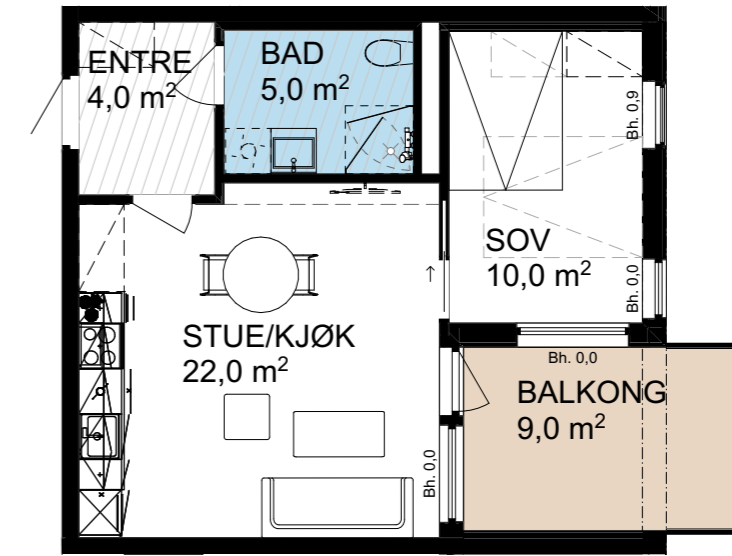 ENTRE
4,0 m²
BAD
5,0 m²
Bh. 0,9
SOV
10,0 m²
Bh. 0,0
STUE/KJØK
22,0 m²
Bh. 0,0
BALKONG
9,0 m²
Bh. 0,0